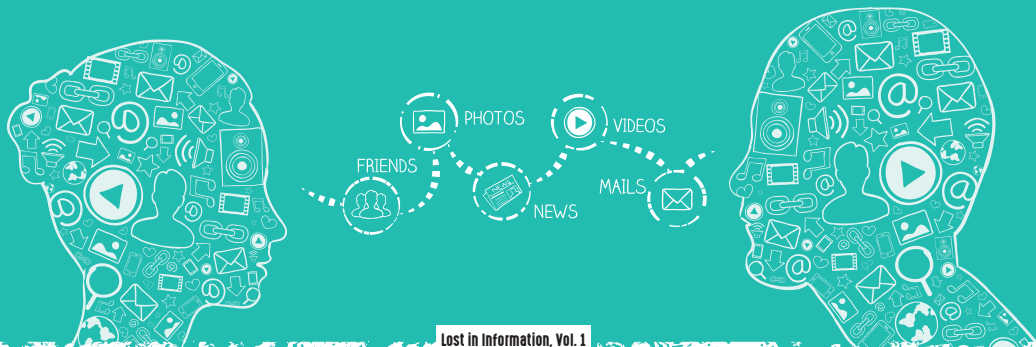 FRIENDS
PHOTOS
NEWS
VIDEOS
MAILS
Lost in Information, Vol. 1